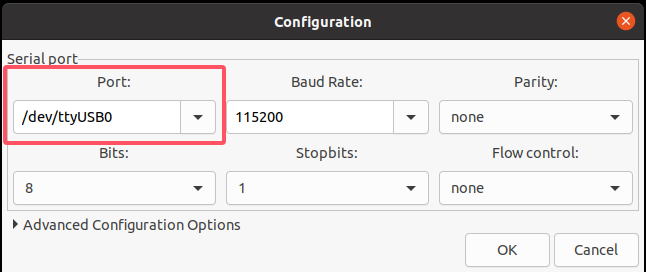 Configuration
Serial port
Port: Baud Rate: Parity:
/dev/ttyUSB0 115200 none
Bits: Stopbits: Flow control:
8 1 none
Advanced Configuration Options
OK Cancel